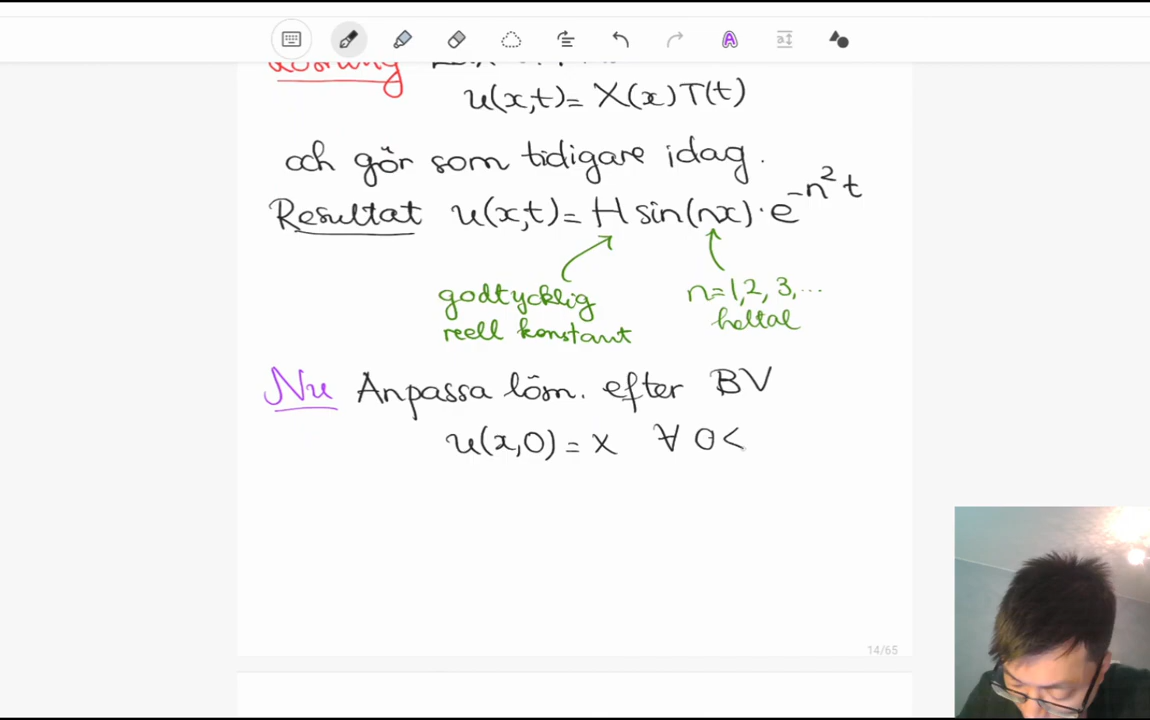 Lösning
u(x,t)= X(x)T(t)
och gör som tidigare idag.
Resultat u(x,t)= H sin(nx)·e^{-n²t}
godtycklig
reell konstant
n=1,2,3,...
heltal
Nu Anpassa lösn. efter BV
u(x,0)= x ∀ 0<
14/65